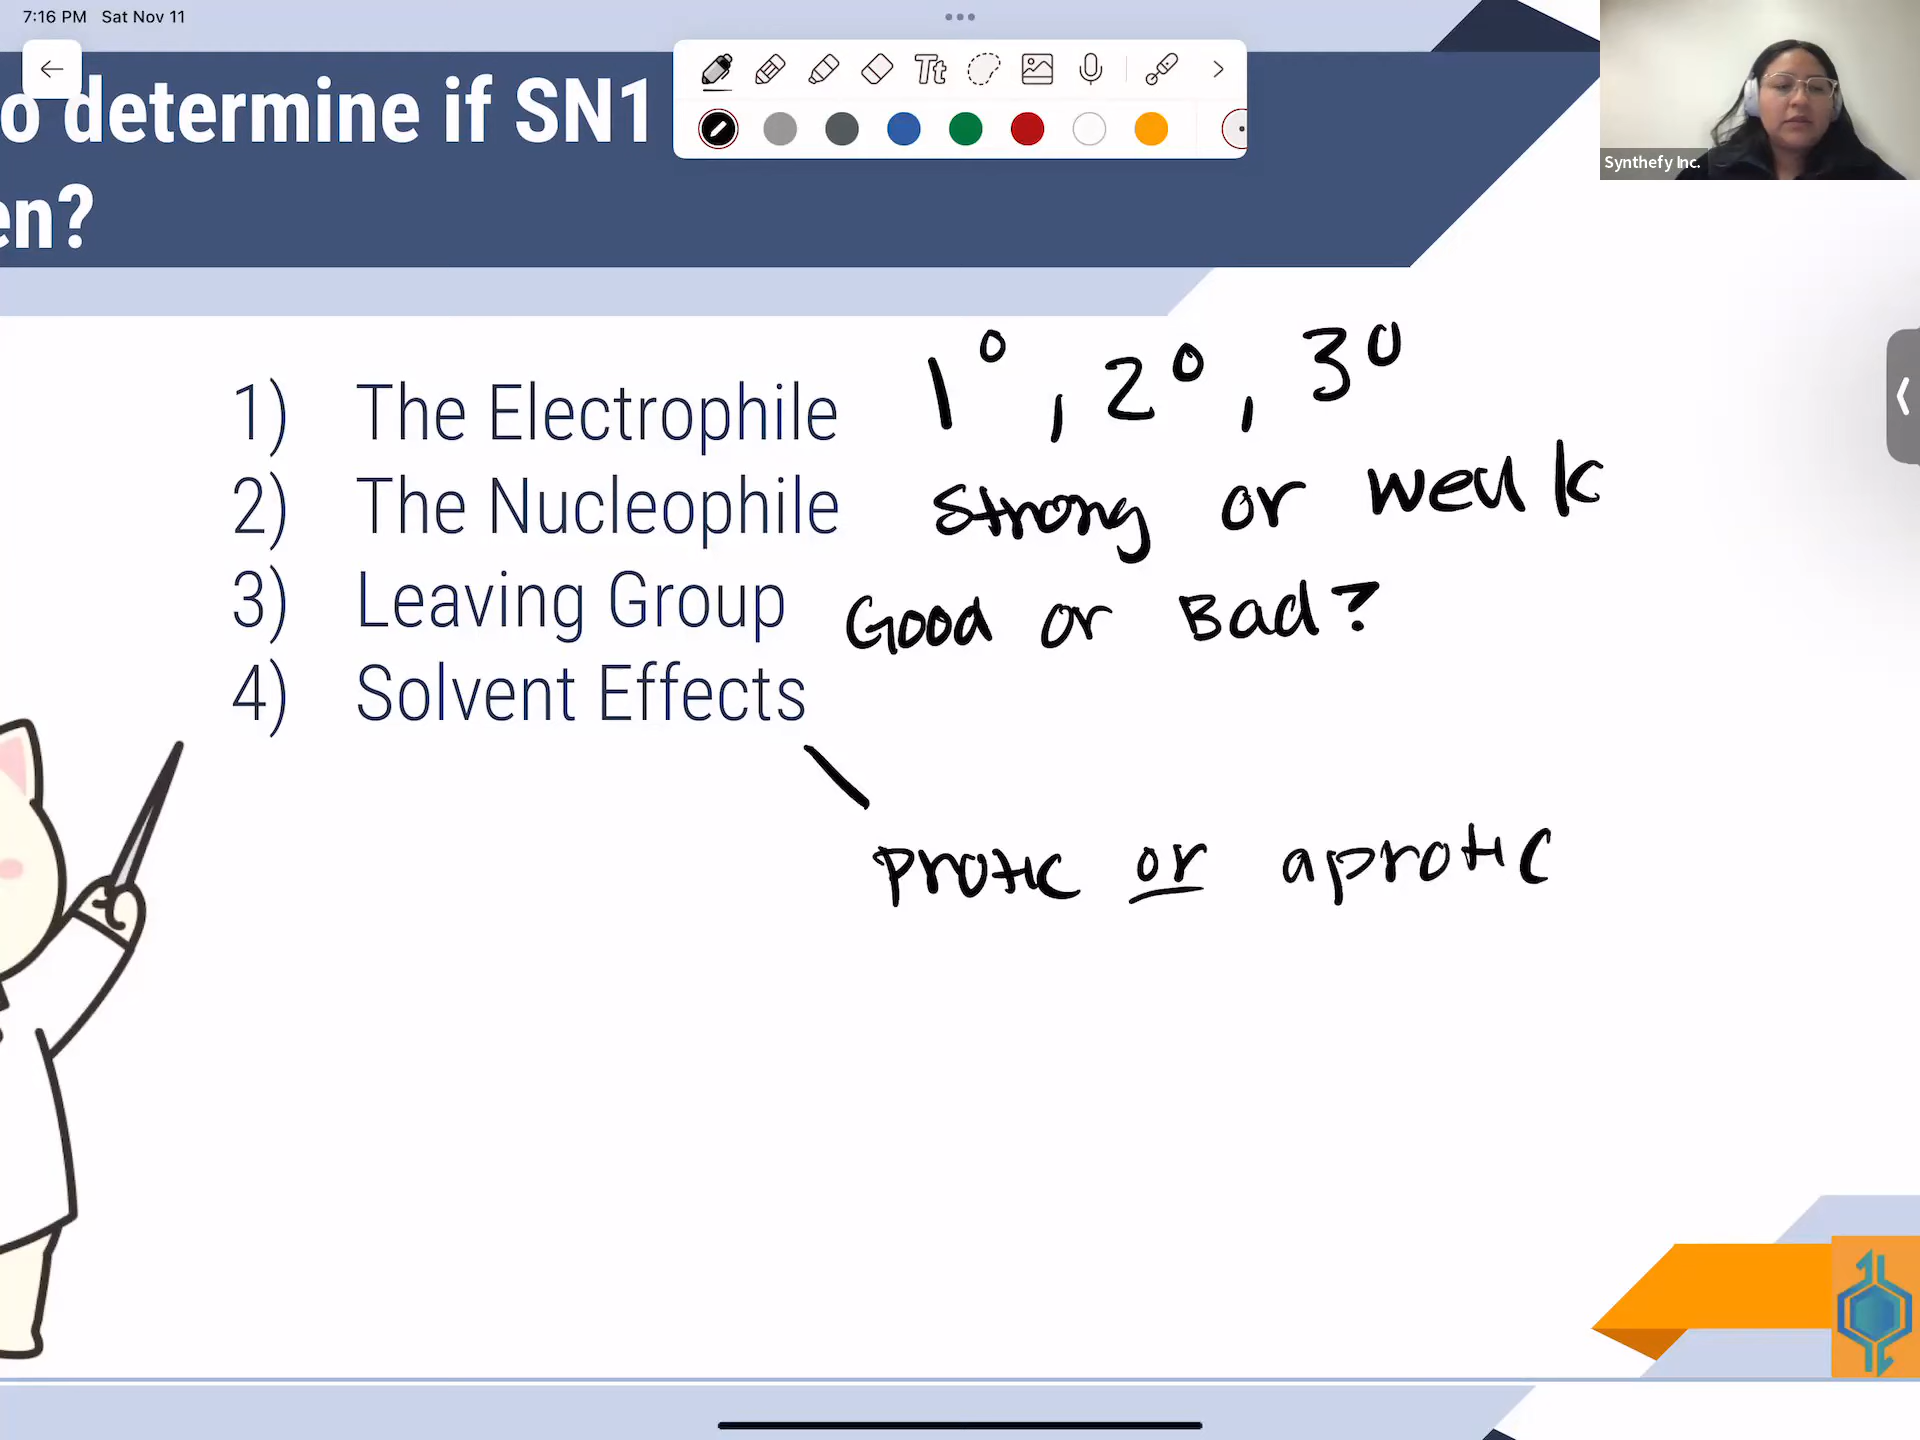 7:16 PM Sat Nov 11
o determine if SN1
en?
Tt
Synthefy Inc.
1) The Electrophile 1°, 2°, 3°
2) The Nucleophile strong or weak
3) Leaving Group Good or Bad?
4) Solvent Effects
protic or aprotic